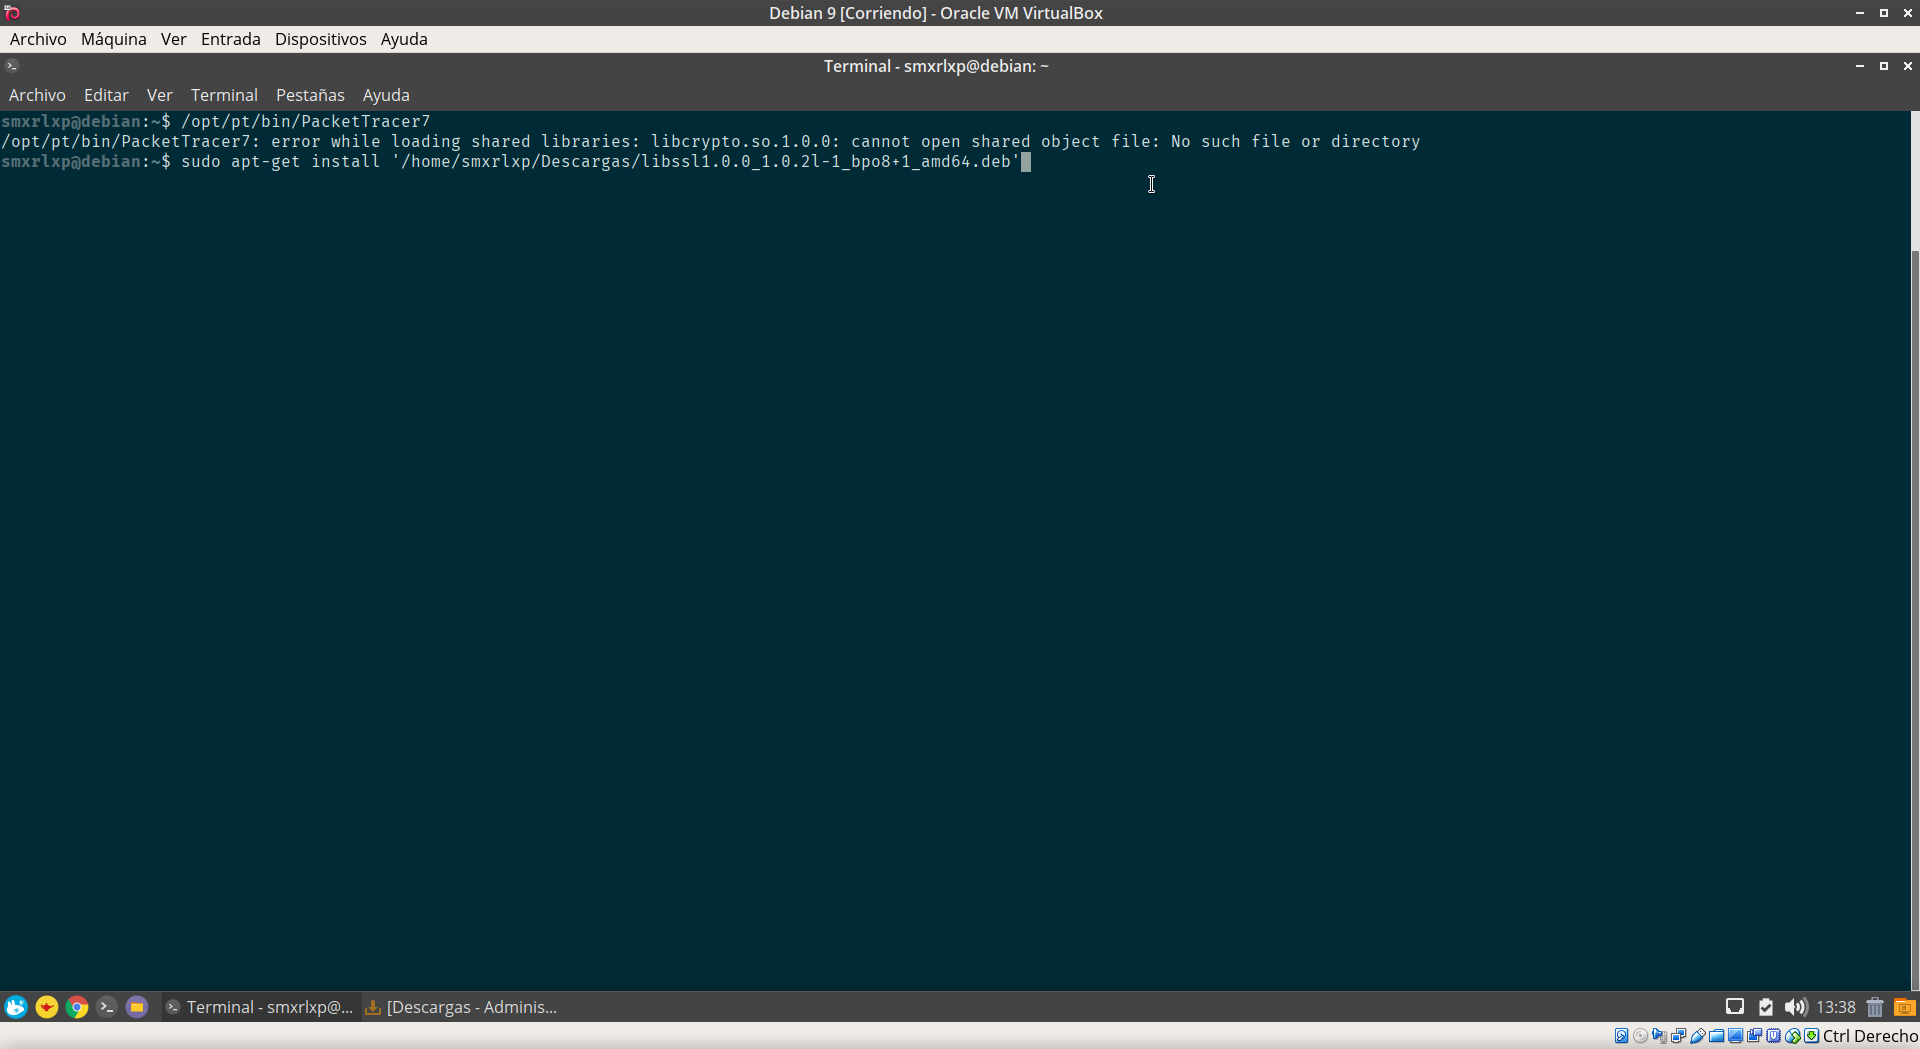 Debian 9 [Corriendo] - Oracle VM VirtualBox
Archivo Máquina Ver Entrada Dispositivos Ayuda
Terminal - smxrlxp@debian: ~
Archivo Editar Ver Terminal Pestañas Ayuda
smxrlxp@debian:~$ /opt/pt/bin/PacketTracer7
/opt/pt/bin/PacketTracer7: error while loading shared libraries: libcrypto.so.1.0.0: cannot open shared object file: No such file or directory
smxrlxp@debian:~$ sudo apt-get install '/home/smxrlxp/Descargas/libssl1.0.0_1.0.2l-1_bpo8+1_amd64.deb'
Terminal - smxrlxp@... [Descargas - Adminis... 13:38
Ctrl Derecho